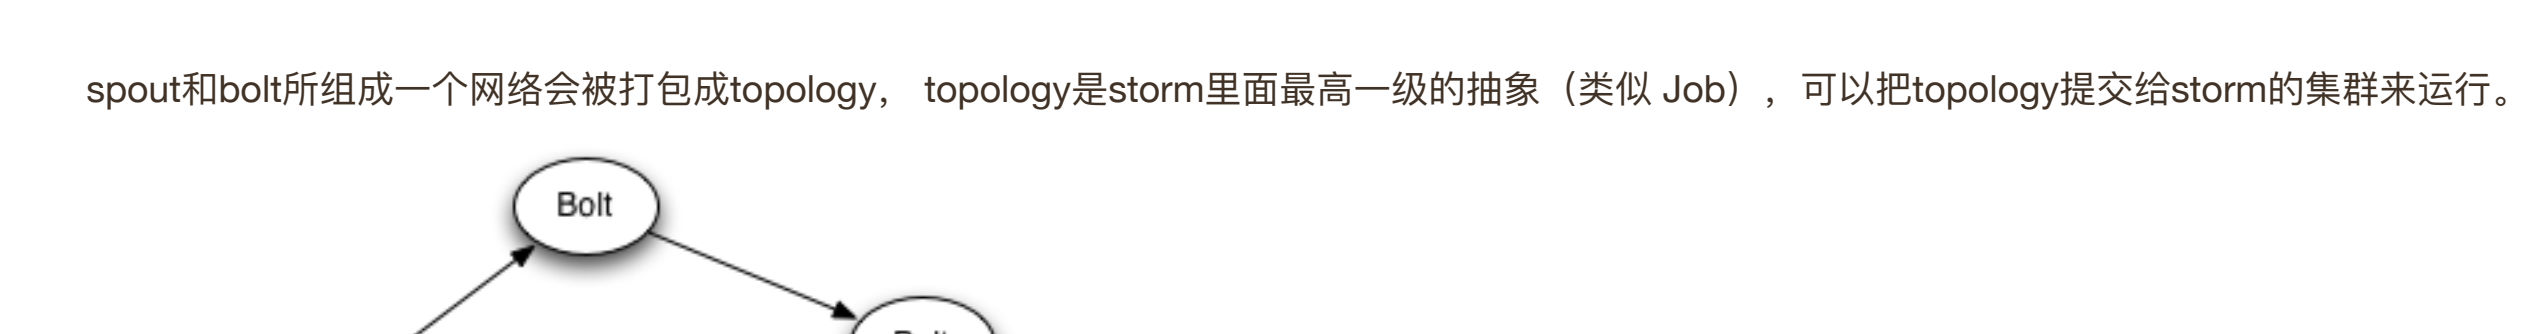 spout和bolt所组成一个网络会被打包成topology， topology是storm里面最高一级的抽象（类似 Job），可以把topology提交给storm的集群来运行。
Bolt